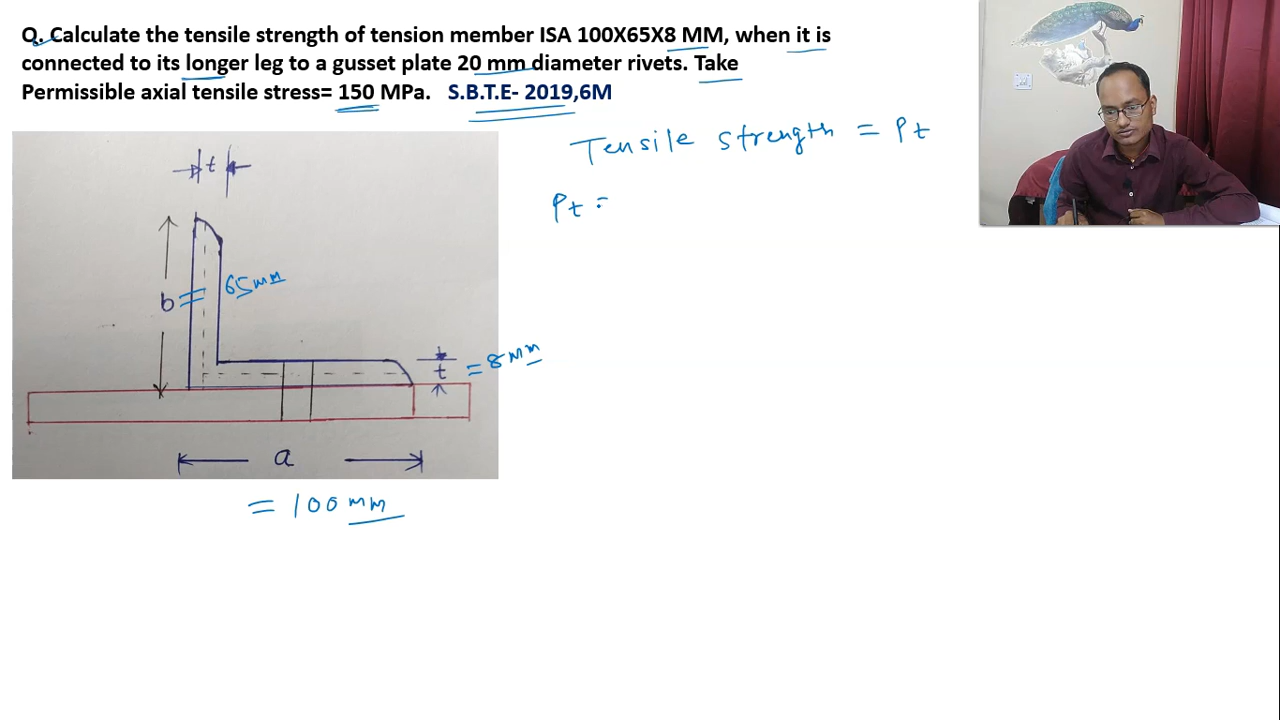 Q. Calculate the tensile strength of tension member ISA 100X65X8 MM, when it is
connected to its longer leg to a gusset plate 20 mm diameter rivets. Take
Permissible axial tensile stress= 150 MPa. S.B.T.E- 2019,6M
Tensile strength = Pt
Pt =
t
b = 65mm
t = 8mm
a
= 100mm